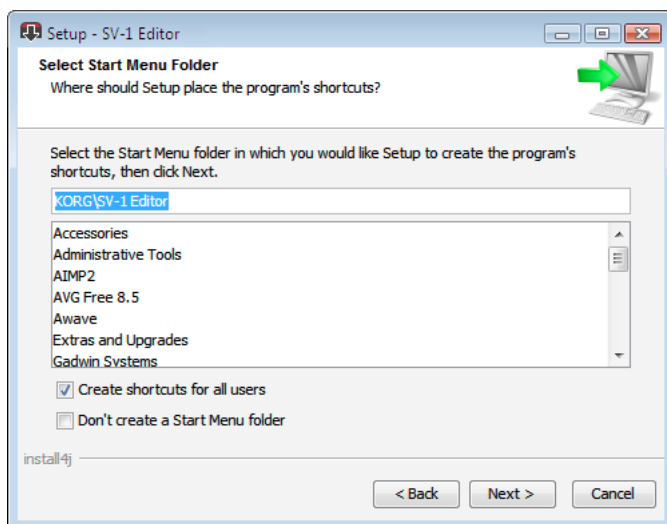 Setup - SV-1 Editor
Select Start Menu Folder
Where should Setup place the program's shortcuts?
Select the Start Menu folder in which you would like Setup to create the program's
shortcuts, then click Next.
KORG\SV-1 Editor
Accessories
Administrative Tools
AIMP2
AVG Free 8.5
Awave
Extras and Upgrades
Gadwin Systems
Create shortcuts for all users
Don't create a Start Menu folder
install4j
< Back Next > Cancel